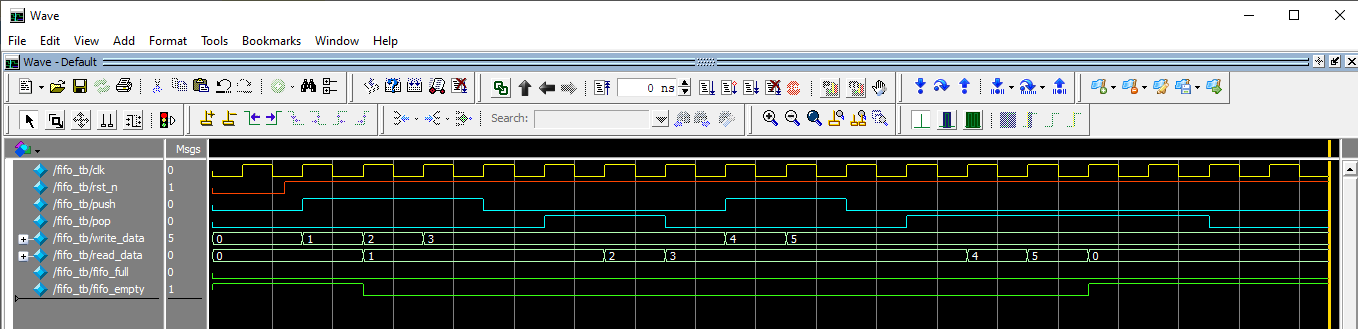 Wave
File Edit View Add Format Tools Bookmarks Window Help
Wave - Default
0 ns
Search:
Msgs
/fifo_tb/clk 0
/fifo_tb/rst_n 1
/fifo_tb/push 0
/fifo_tb/pop 0
/fifo_tb/write_data 5 0 1 2 3 4 5
/fifo_tb/read_data 0 0 1 2 3 4 5 0
/fifo_tb/fifo_full 0
/fifo_tb/fifo_empty 1